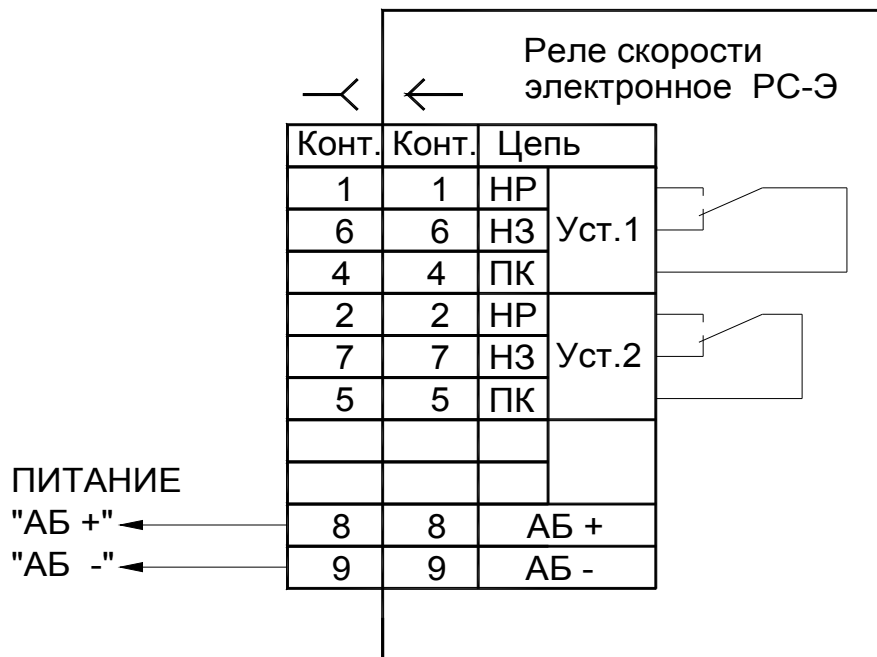 Реле скорости
электронное РС-Э
Конт. Конт. Цепь
1 1 НР
6 6 НЗ Уст.1
4 4 ПК
2 2 НР
7 7 НЗ Уст.2
5 5 ПК
ПИТАНИЕ
"АБ +" 8 8 АБ +
"АБ -" 9 9 АБ -